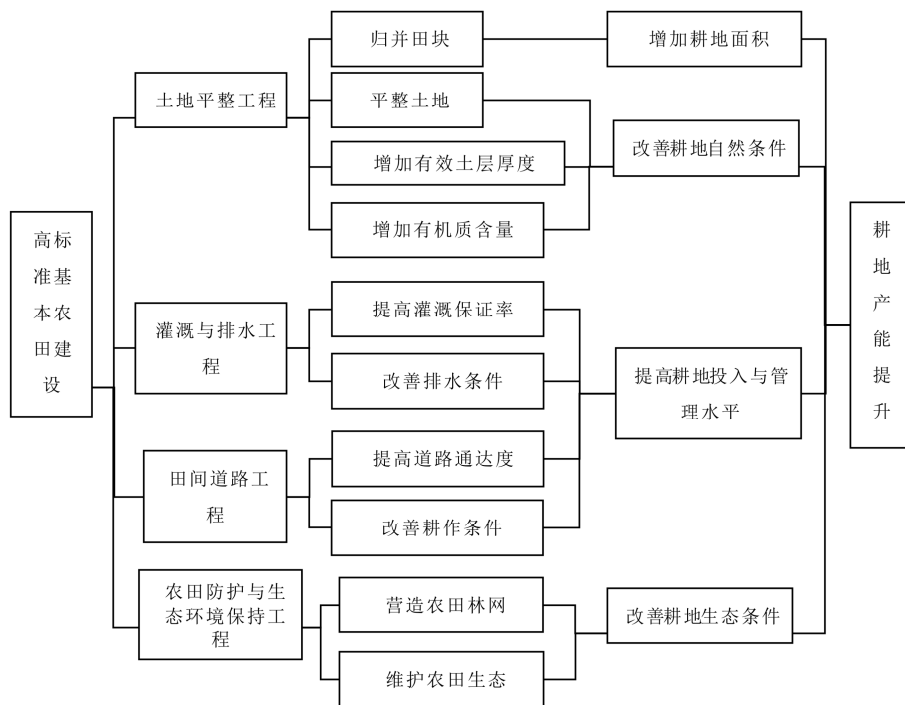 高标
准基
本农
田建
设
土地平整工程
灌溉与排水工
程
田间道路工
程
农田防护与生
态环境保持工
程
归并田块
平整土地
增加有效土层厚度
增加有机质含量
提高灌溉保证率
改善排水条件
提高道路通达度
改善耕作条件
营造农田林网
维护农田生态
增加耕地面积
改善耕地自然条件
提高耕地投入与管
理水平
改善耕地生态条件
耕
地
产
能
提
升